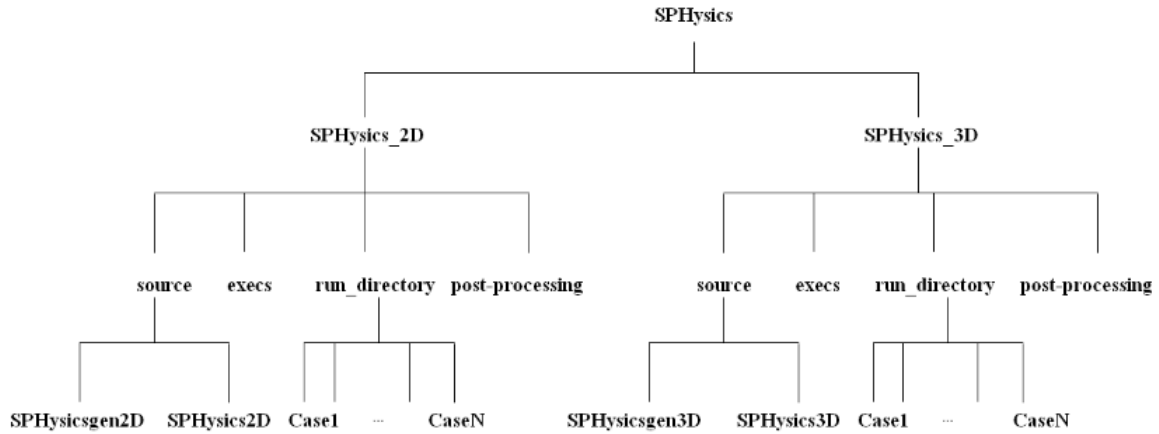 SPHysics
SPHysics_2D SPHysics_3D
source execs run_directory post-processing source execs run_directory post-processing
SPHysicsgen2D SPHysics2D Case1 ... CaseN SPHysicsgen3D SPHysics3D Case1 ... CaseN